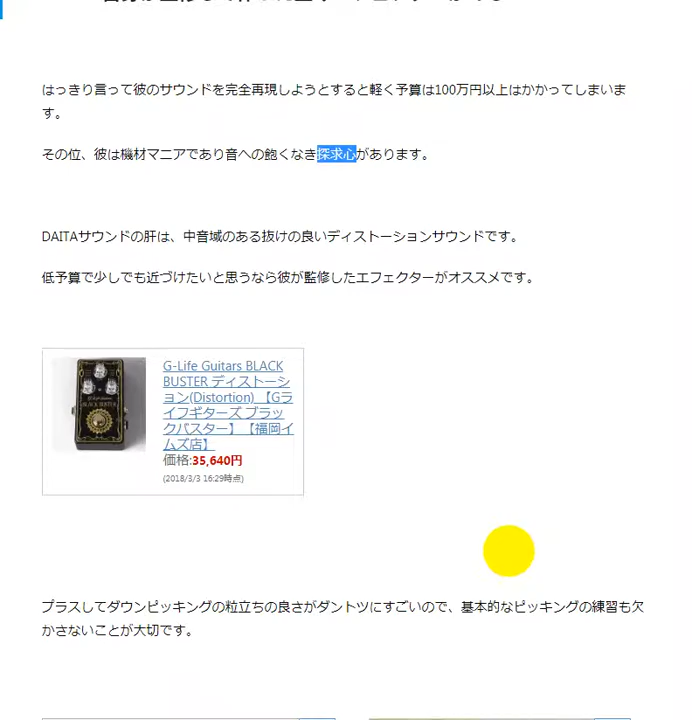 はっきり言って彼のサウンドを完全再現しようとすると軽く予算は100万円以上はかかってしまいま
す。
その位、彼は機材マニアであり音への飽くなき探求心があります。
DAITAサウンドの肝は、中音域のある抜けの良いディストーションサウンドです。
低予算で少しでも近づけたいと思うなら彼が監修したエフェクターがオススメです。
G-Life Guitars BLACK
BUSTER ディストーシ
ョン(Distortion) 【Gラ
イフギターズ ブラッ
クバスター】 【福岡イ
ムズ店】
価格:35,640円
(2018/3/3 16:29時点)
プラスしてダウンピッキングの粒立ちの良さがダントツにすごいので、基本的なピッキングの練習も欠
かさないことが大切です。